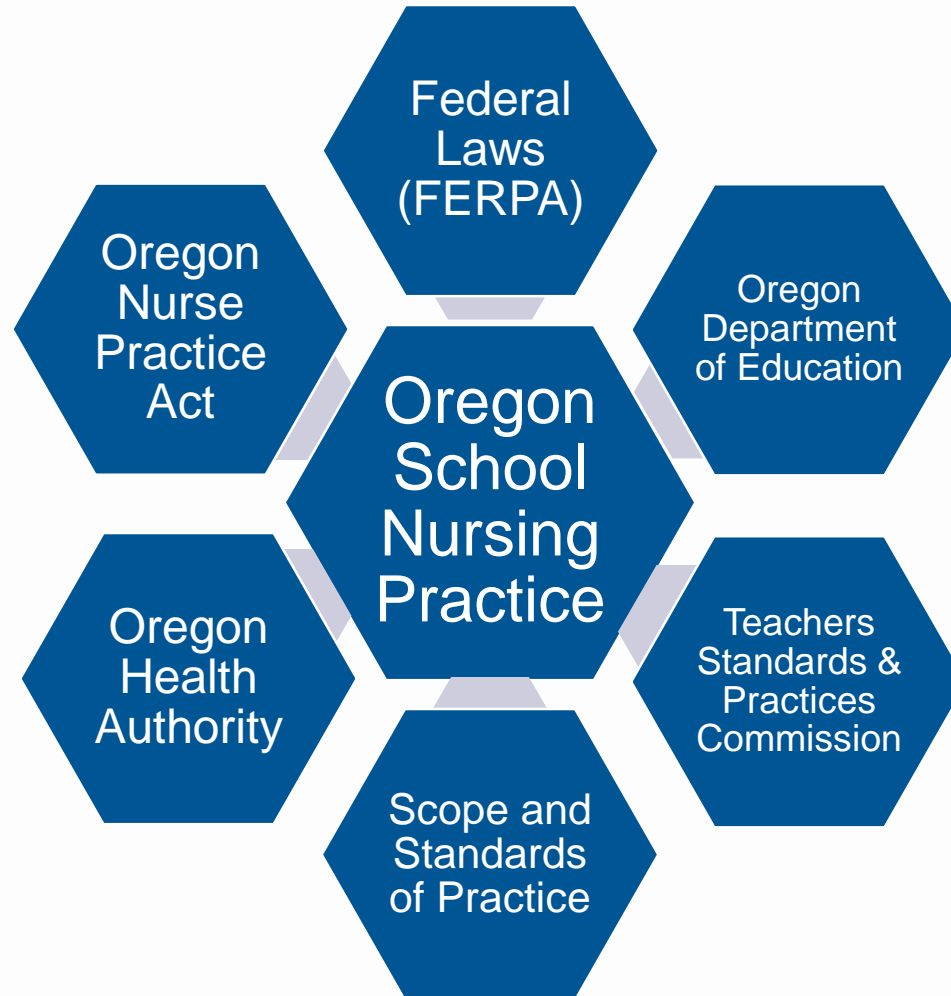 Federal
Laws
(FERPA)
Oregon
Nurse
Practice
Act
Oregon
Department
of Education
Oregon
School
Nursing
Practice
Oregon
Health
Authority
Teachers
Standards &
Practices
Commission
Scope and
Standards
of Practice